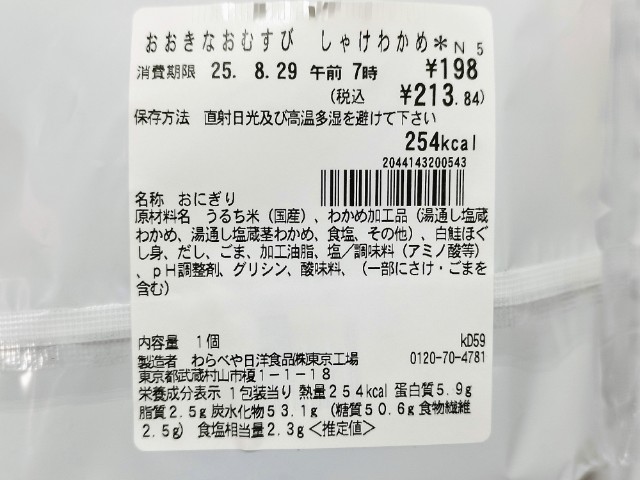 おおきなおむすび しゃけわかめ＊N 5
消費期限 25. 8.29 午前 7時 ¥198
(税込 ¥213.84)
保存方法 直射日光及び高温多湿を避けて下さい
254kcal
2044143200543
名称 おにぎり
原材料名 うるち米（国産）、わかめ加工品（湯通し塩蔵
わかめ、湯通し塩蔵茎わかめ、食塩、その他）、白鮭ほぐ
し身、だし、ごま、加工油脂、塩／調味料（アミノ酸等）
、ｐＨ調整剤、グリシン、酸味料、（一部にさけ・ごまを
含む）
内容量 １個 kD59
製造者 わらべや日洋食品㈱東京工場 0120-70-4781
東京都武蔵村山市榎１－１－１８
栄養成分表示 １包装当り 熱量２５４kcal 蛋白質５.９g
脂質２.５g 炭水化物５３.１g （糖質５０.６g 食物繊維
２.５g） 食塩相当量２.３g＜推定値＞